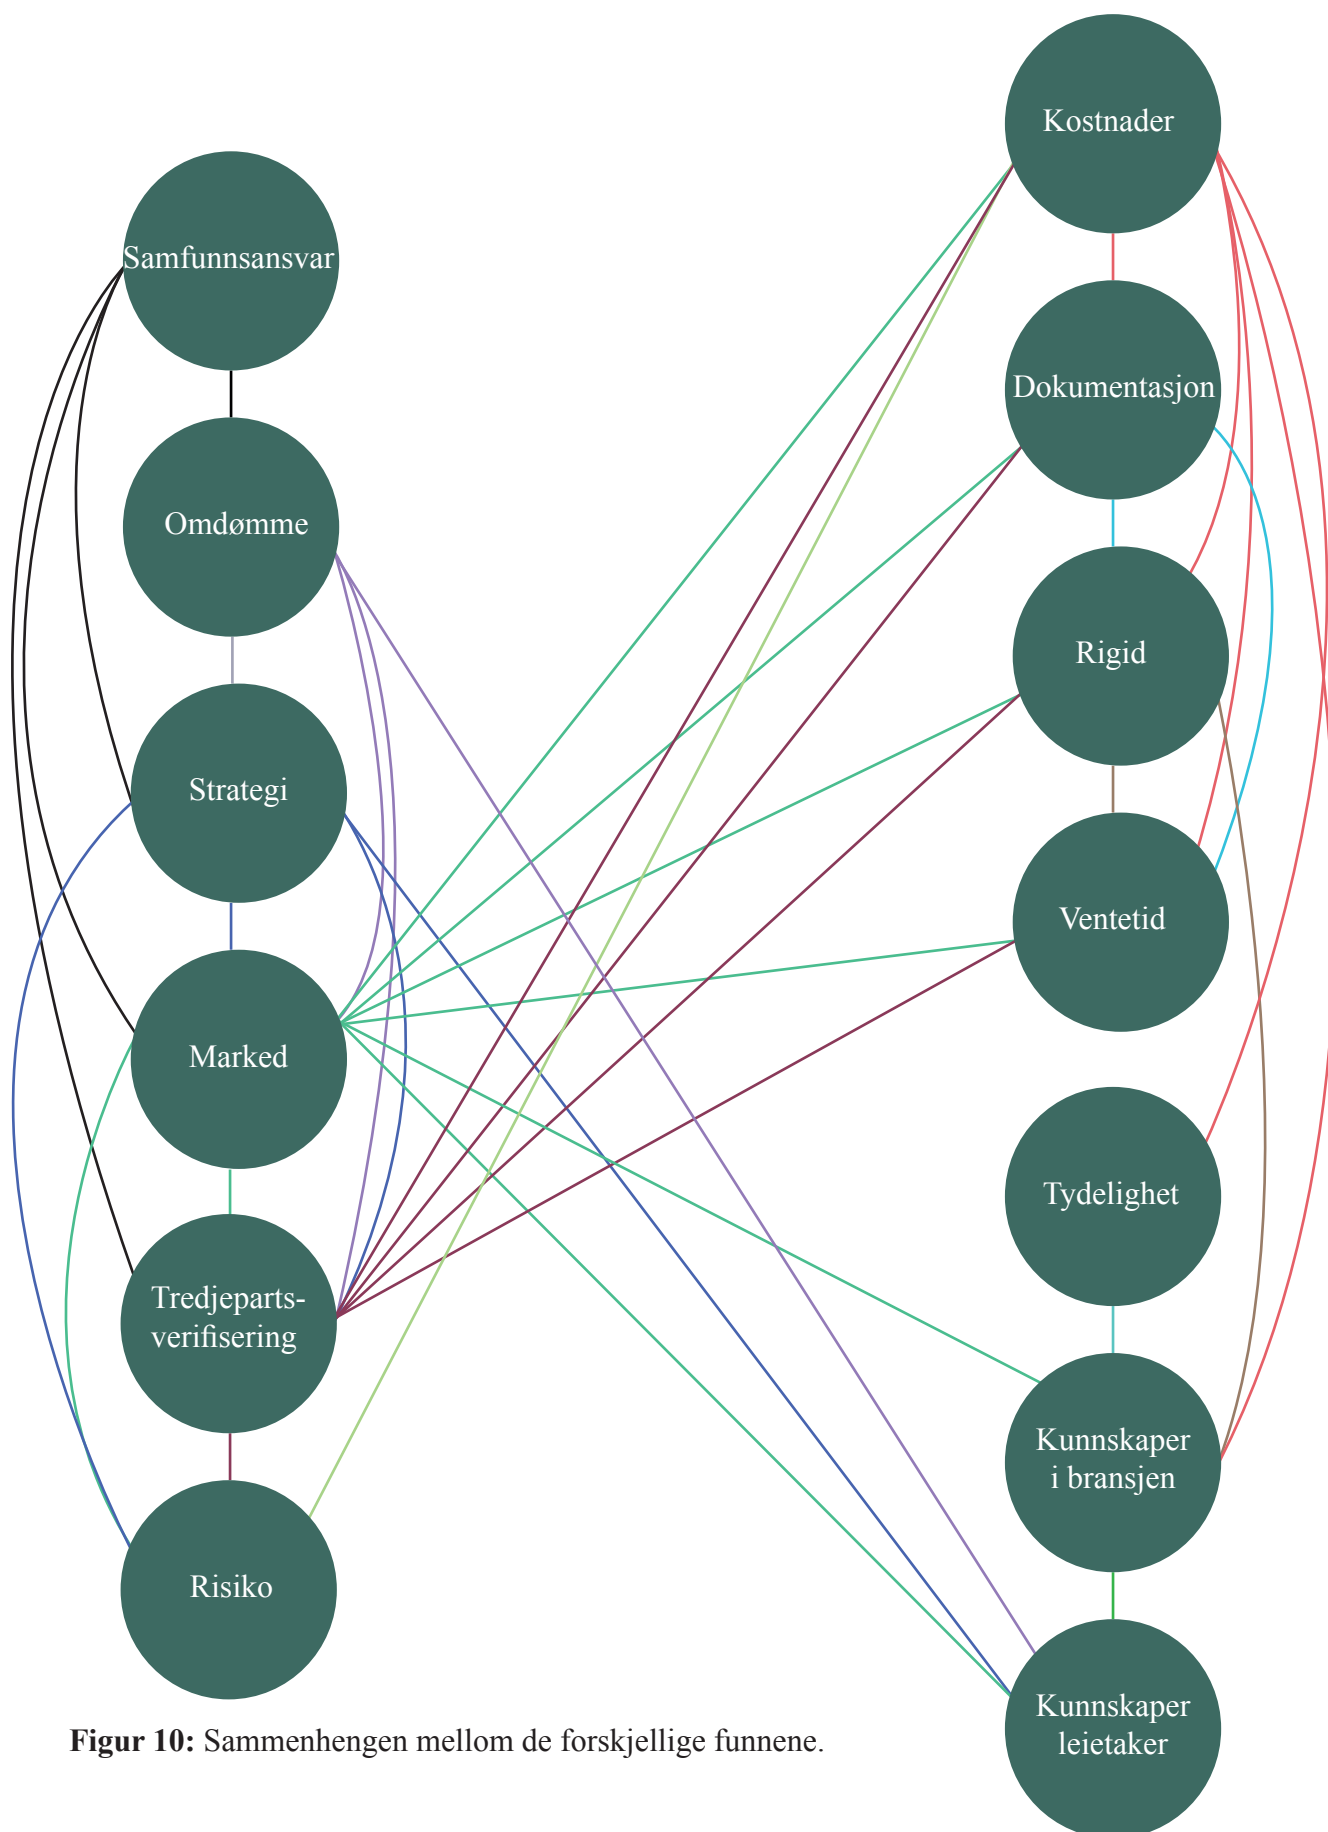 Samfunnsansvar
Omdømme
Strategi
Marked
Tredjeparts-
verifisering
Risiko
Kostnader
Dokumentasjon
Rigid
Ventetid
Tydelighet
Kunnskaper
i bransjen
Kunnskaper
leietaker
Figur 10: Sammenhengen mellom de forskjellige funnene.